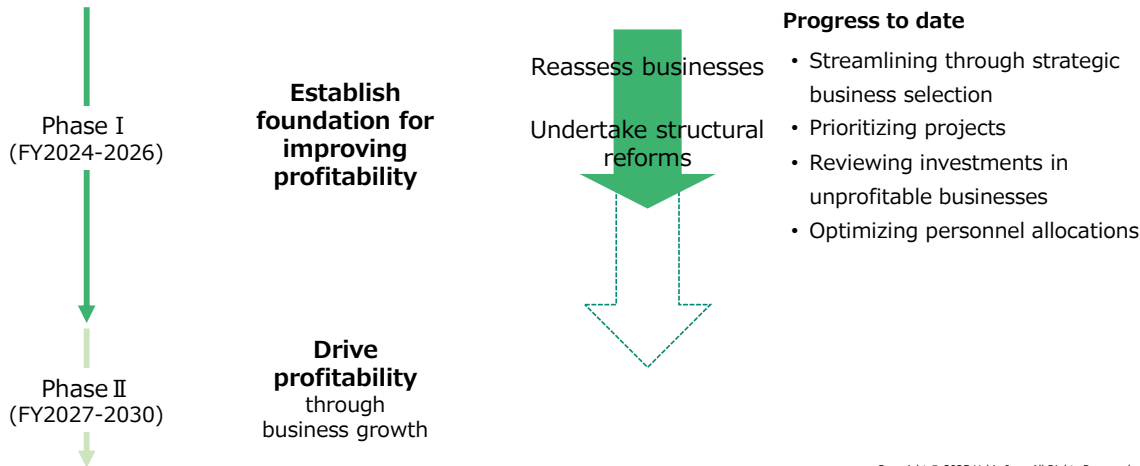 Progress to date
Reassess businesses
Undertake structural
reforms
• Streamlining through strategic
business selection
• Prioritizing projects
• Reviewing investments in
unprofitable businesses
• Optimizing personnel allocations
Phase Ⅰ
(FY2024-2026)
Establish
foundation for
improving
profitability
Phase Ⅱ
(FY2027-2030)
Drive
profitability
through
business growth